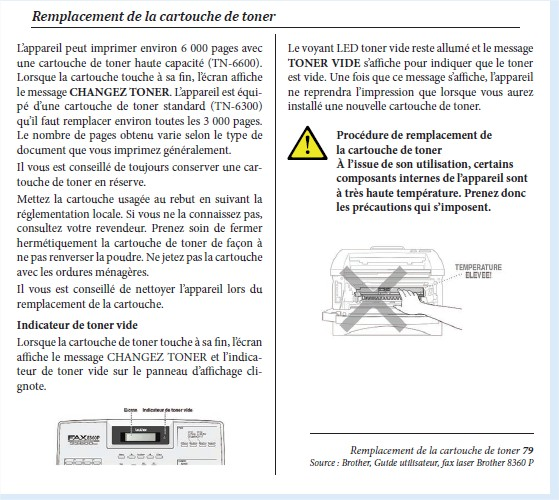 Remplacement de la cartouche de toner
L'appareil peut imprimer environ 6 000 pages avec
une cartouche de toner haute capacité (TN-6600).
Lorsque la cartouche touche à sa fin, l'écran affiche
le message CHANGEZ TONER. L'appareil est équi-
pé d'une cartouche de toner standard (TN-6300)
qu'il faut remplacer environ toutes les 3 000 pages.
Le nombre de pages obtenu varie selon le type de
document que vous imprimez généralement.
Il vous est conseillé de toujours conserver une car-
touche de toner en réserve.
Mettez la cartouche usagée au rebut en suivant la
réglementation locale. Si vous ne la connaissez pas,
consultez votre revendeur. Prenez soin de fermer
hermétiquement la cartouche de toner de façon à
ne pas renverser la poudre. Ne jetez pas la cartouche
avec les ordures ménagères.
Il vous est conseillé de nettoyer l'appareil lors du
remplacement de la cartouche.
Indicateur de toner vide
Lorsque la cartouche de toner touche à sa fin, l'écran
affiche le message CHANGEZ TONER et l'indica-
teur de toner vide sur le panneau d'affichage cli-
gnote.
Ecrans Indicateur de toner vide
brother
FAX
Le voyant LED toner vide reste allumé et le message
TONER VIDE s'affiche pour indiquer que le toner
est vide. Une fois que ce message s'affiche, l'appareil
ne reprendra l'impression que lorsque vous aurez
installé une nouvelle cartouche de toner.
Procédure de remplacement de
la cartouche de toner
À l'issue de son utilisation, certains
composants internes de l'appareil sont
à très haute température. Prenez donc
les précautions qui s'imposent.
TEMPERATURE
ELEVEE!
Remplacement de la cartouche de toner 79
Source : Brother, Guide utilisateur, fax laser Brother 8360 P